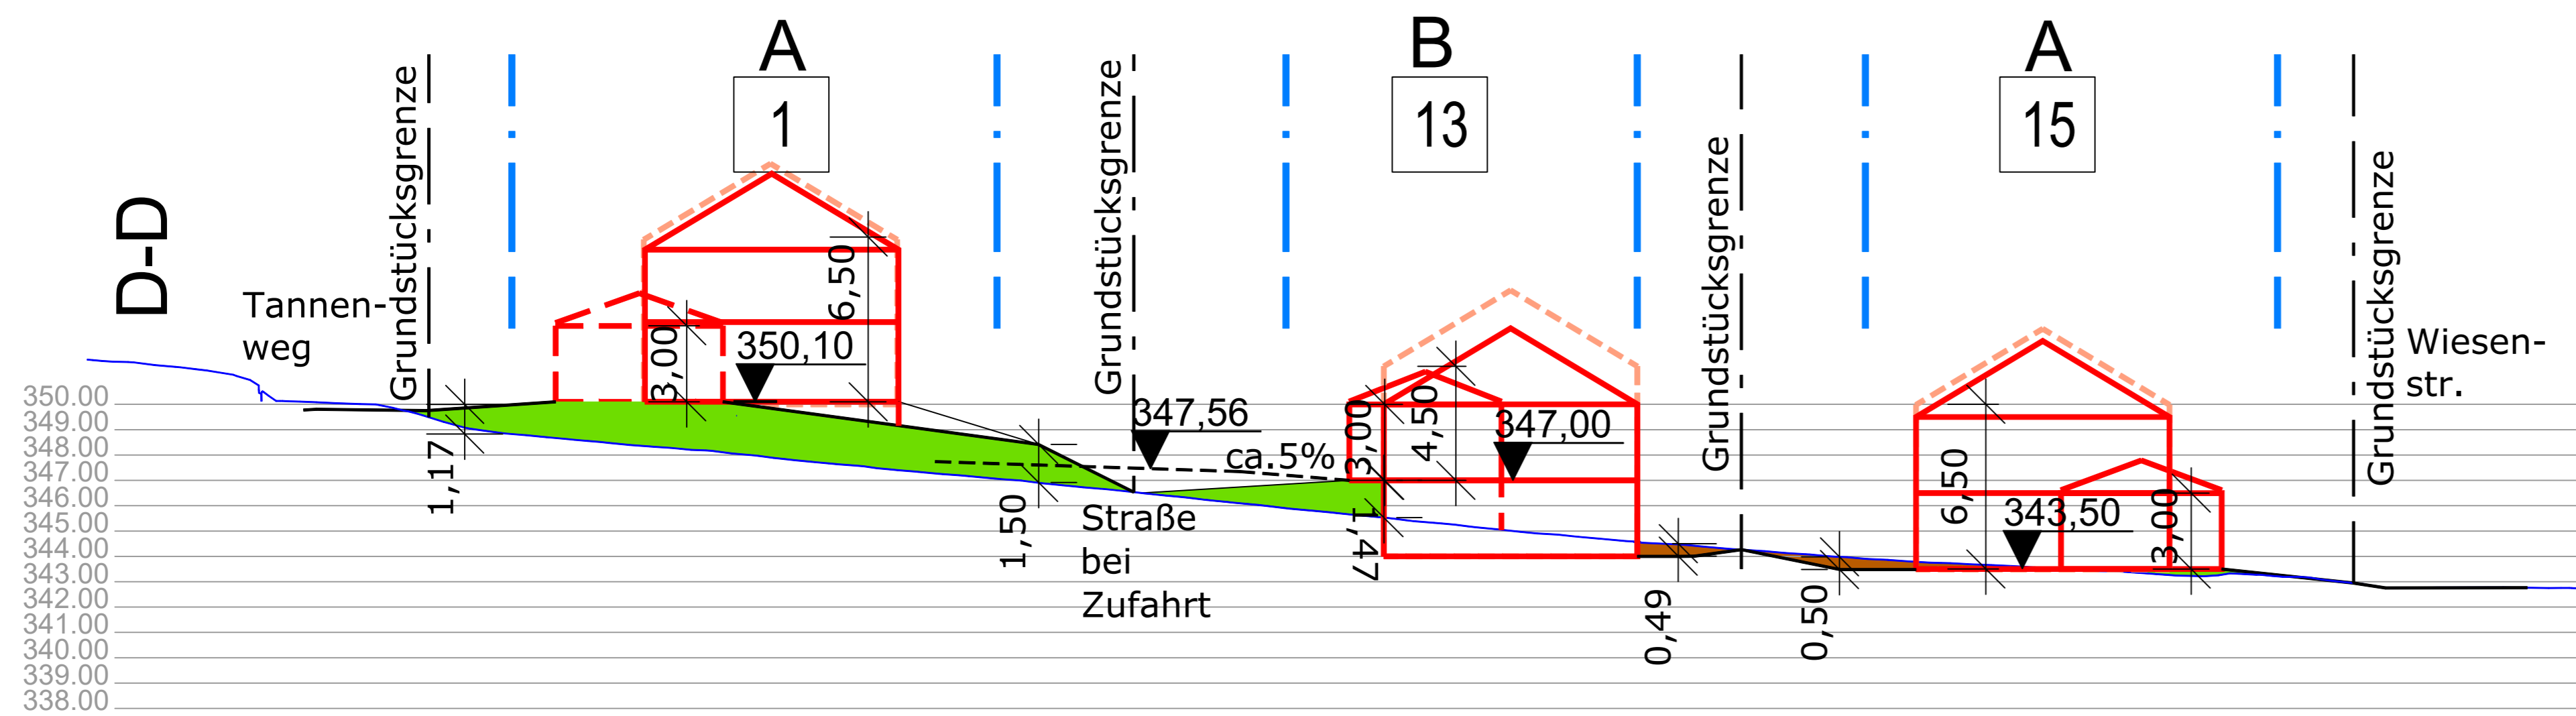 D-D
Tannen-
weg
Grundstücksgrenze
A
1
Grundstücksgrenze
B
13
Grundstücksgrenze
A
15
Grundstücksgrenze
Wiesen-
str.
6,50
3,00
350,10
1,17
1,50
347,56
ca.5%
Straße
bei
Zufahrt
3,00
4,50
347,00
1,47
0,49
0,50
6,50
343,50
3,00
350.00
349.00
348.00
347.00
346.00
345.00
344.00
343.00
342.00
341.00
340.00
339.00
338.00